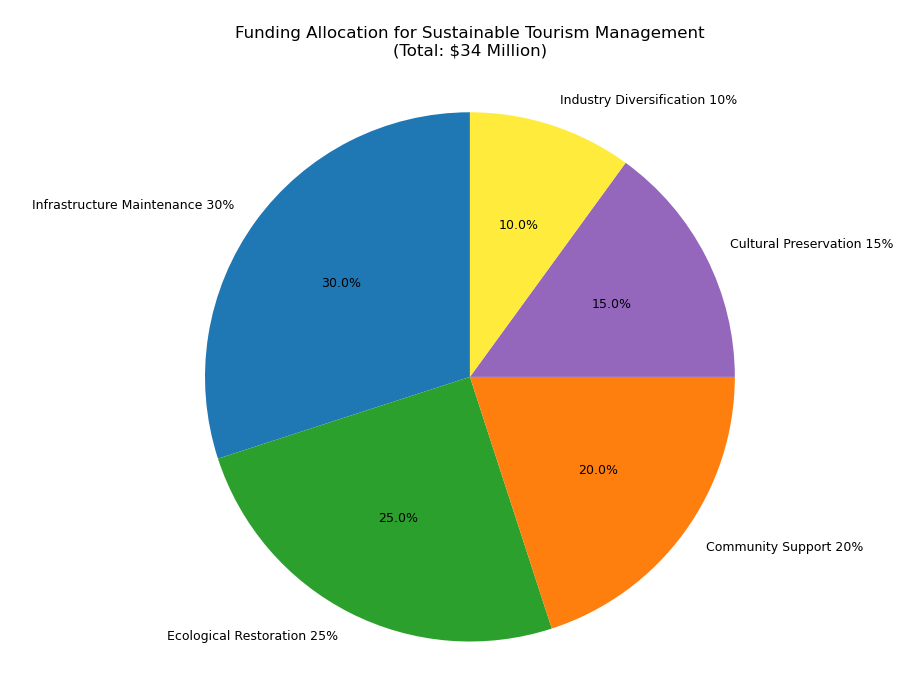 Funding Allocation for Sustainable Tourism Management
(Total: $34 Million)
Industry Diversification 10%
Infrastructure Maintenance 30%
10.0%
Cultural Preservation 15%
30.0%
15.0%
20.0%
25.0%
Community Support 20%
Ecological Restoration 25%